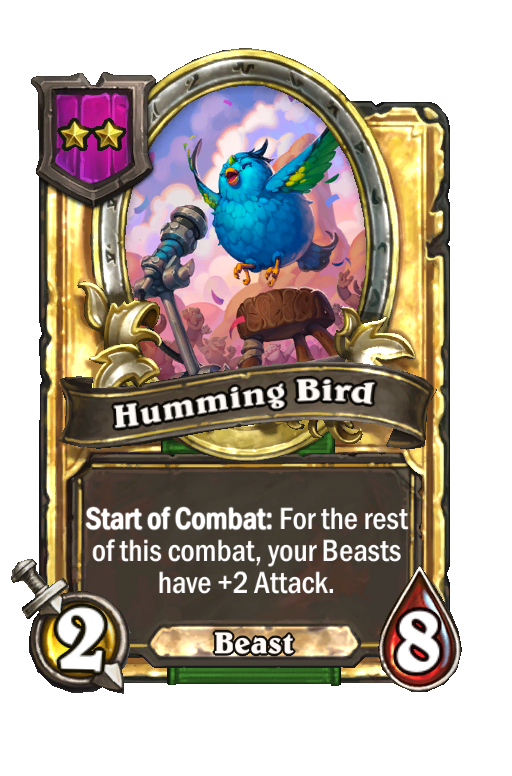 Humming Bird
Start of Combat: For the rest
of this combat, your Beasts
have +2 Attack.
2
Beast
8